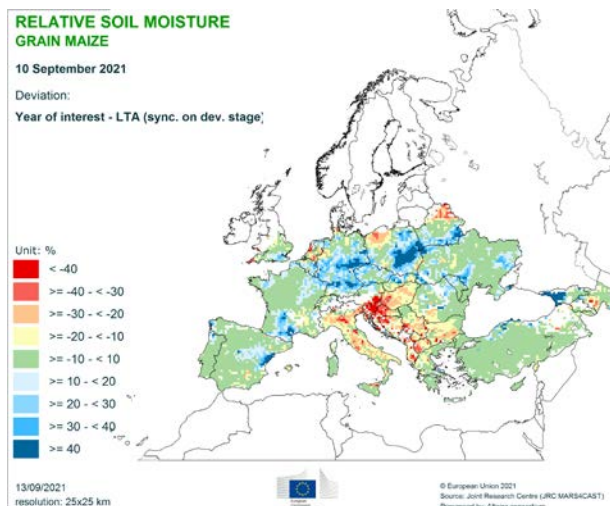 RELATIVE SOIL MOISTURE
GRAIN MAIZE
10 September 2021
Deviation:
Year of interest - LTA (sync. on dev. stage)
Unit: %
< -40
>= -40 - < -30
>= -30 - < -20
>= -20 - < -10
>= -10 - < 10
>= 10 - < 20
>= 20 - < 30
>= 30 - < 40
>= 40
13/09/2021
resolution: 25x25 km
© European Union 2021
Source: Joint Research Centre (JRC MARS4CAST)